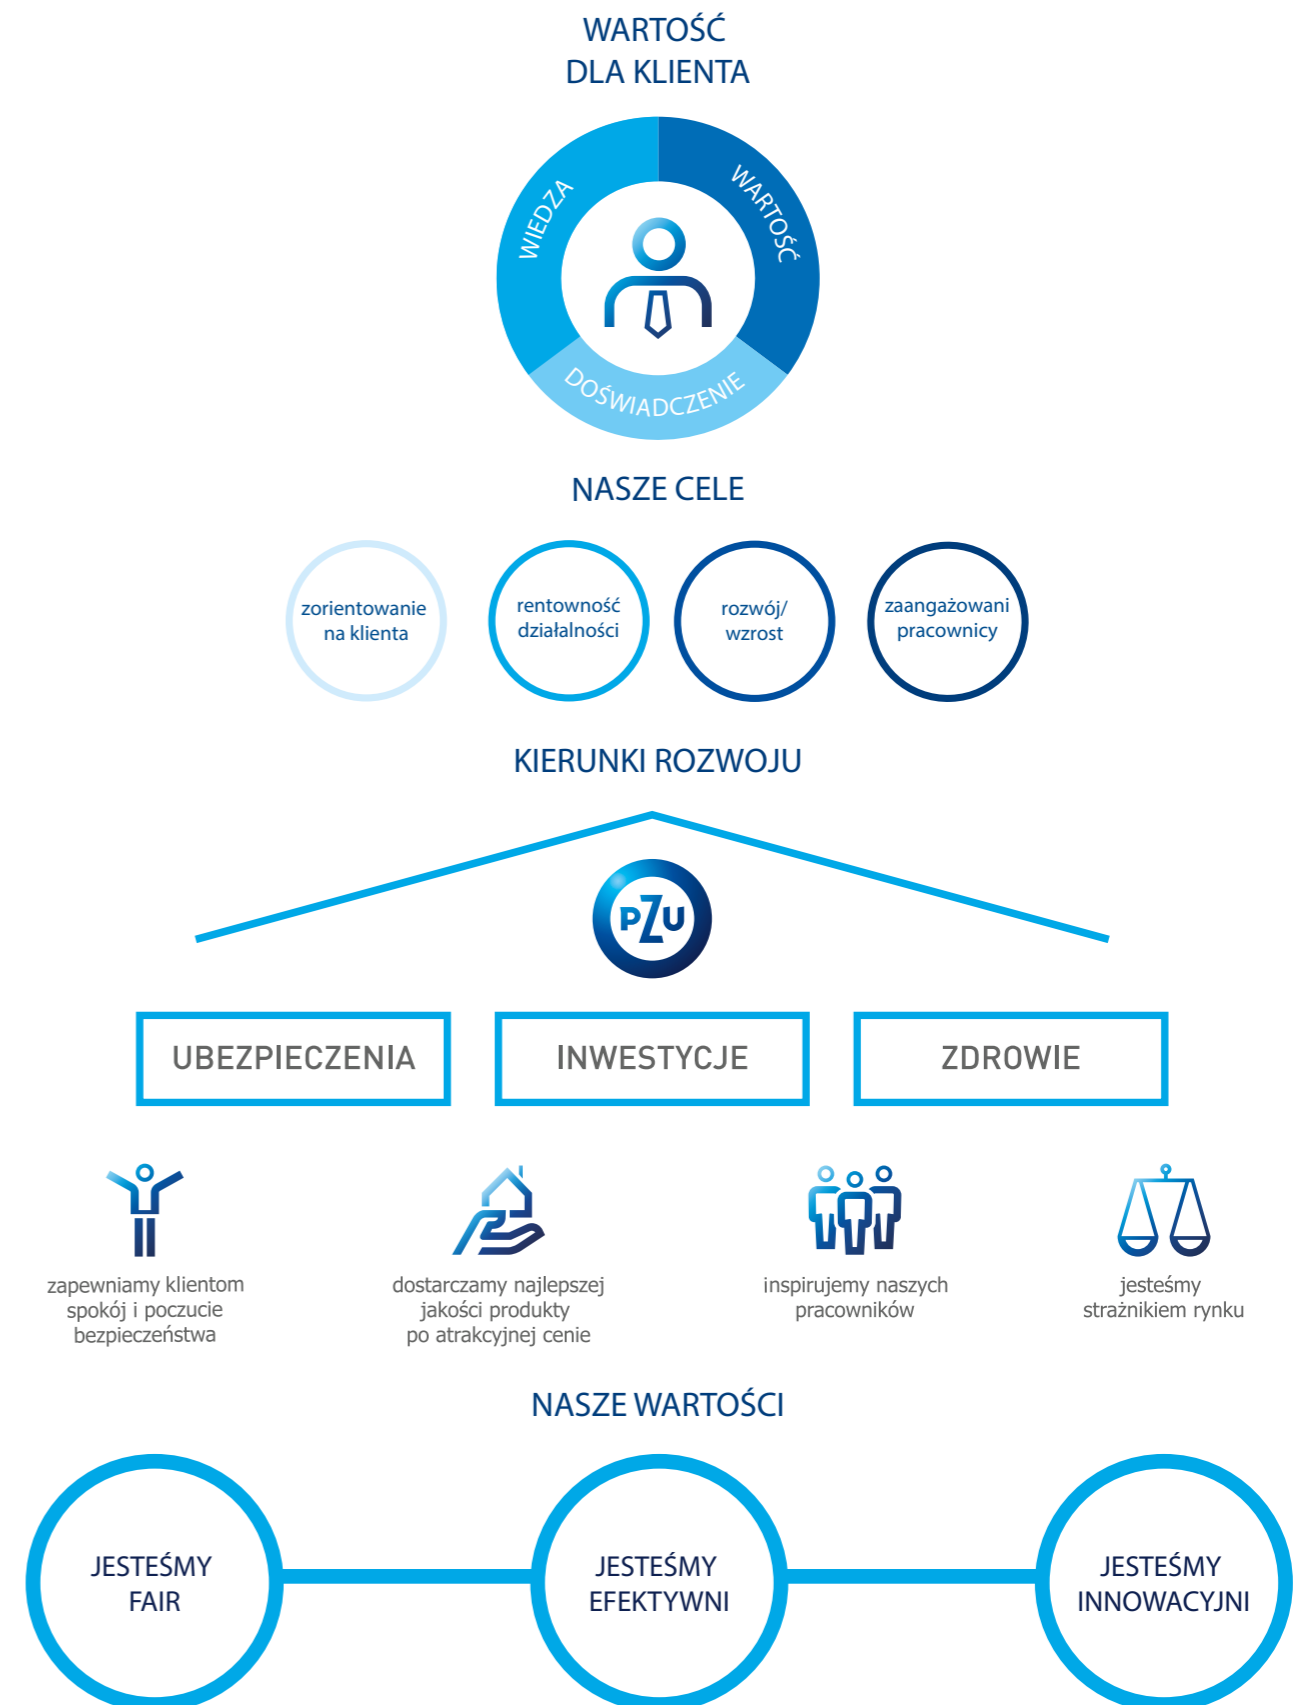 WARTOŚĆ
DLA KLIENTA
WIEDZA
WARTOŚĆ
DOŚWIADCZENIE
NASZE CELE
zorientowanie
na klienta
rentowność
działalności
rozwój/
wzrost
zaangażowani
pracownicy
KIERUNKI ROZWOJU
PZU
UBEZPIECZENIA
INWESTYCJE
ZDROWIE
zapewniamy klientom
spokój i poczucie
bezpieczeństwa
dostarczamy najlepszej
jakości produkty
po atrakcyjnej cenie
inspirujemy naszych
pracowników
jesteśmy
strażnikiem rynku
NASZE WARTOŚCI
JESTEŚMY
FAIR
JESTEŚMY
EFEKTYWNI
JESTEŚMY
INNOWACYJNI